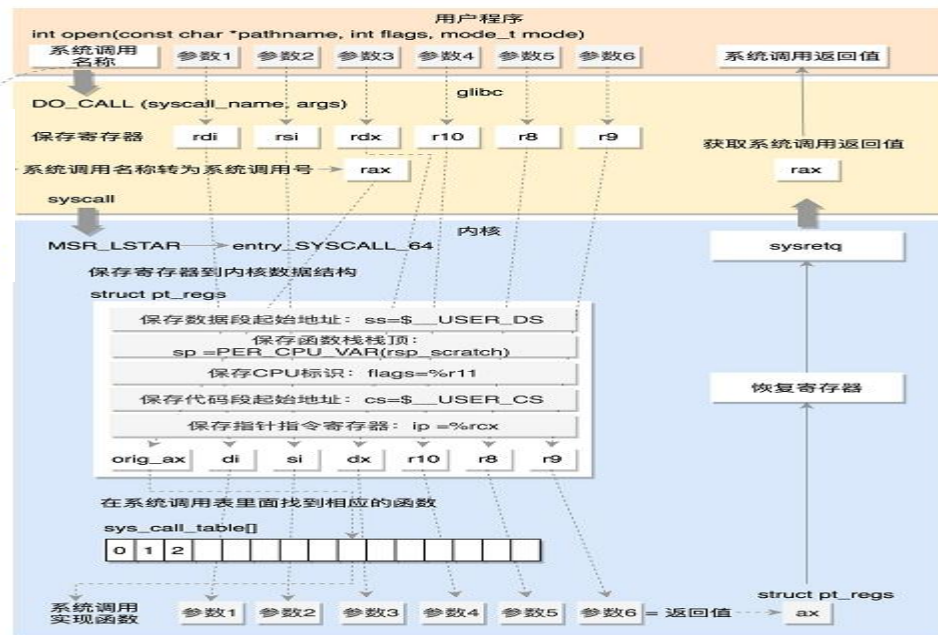 用户程序
int open(const char *pathname, int flags, mode_t mode)
系统调用
名称
参数1 参数2 参数3 参数4 参数5 参数6
系统调用返回值
glibc
DO_CALL (syscall_name, args)
保存寄存器 rdi rsi rdx r10 r8 r9
获取系统调用返回值
系统调用名称转为系统调用号 rax
rax
syscall
内核
MSR_LSTAR entry_SYSCALL_64
sysretq
保存寄存器到内核数据结构
struct pt_regs
保存数据段起始地址：ss=$__USER_DS
保存函数栈栈顶：
sp =PER_CPU_VAR(rsp_scratch)
保存CPU标识：flags=%r11
恢复寄存器
保存代码段起始地址：cs=$__USER_CS
保存指针指令寄存器：ip =%rcx
orig_ax di si dx r10 r8 r9
在系统调用表里面找到相应的函数
sys_call_table[]
0 1 2
struct pt_regs
系统调用
实现函数
参数1 参数2 参数3 参数4 参数5 参数6 = 返回值 ax